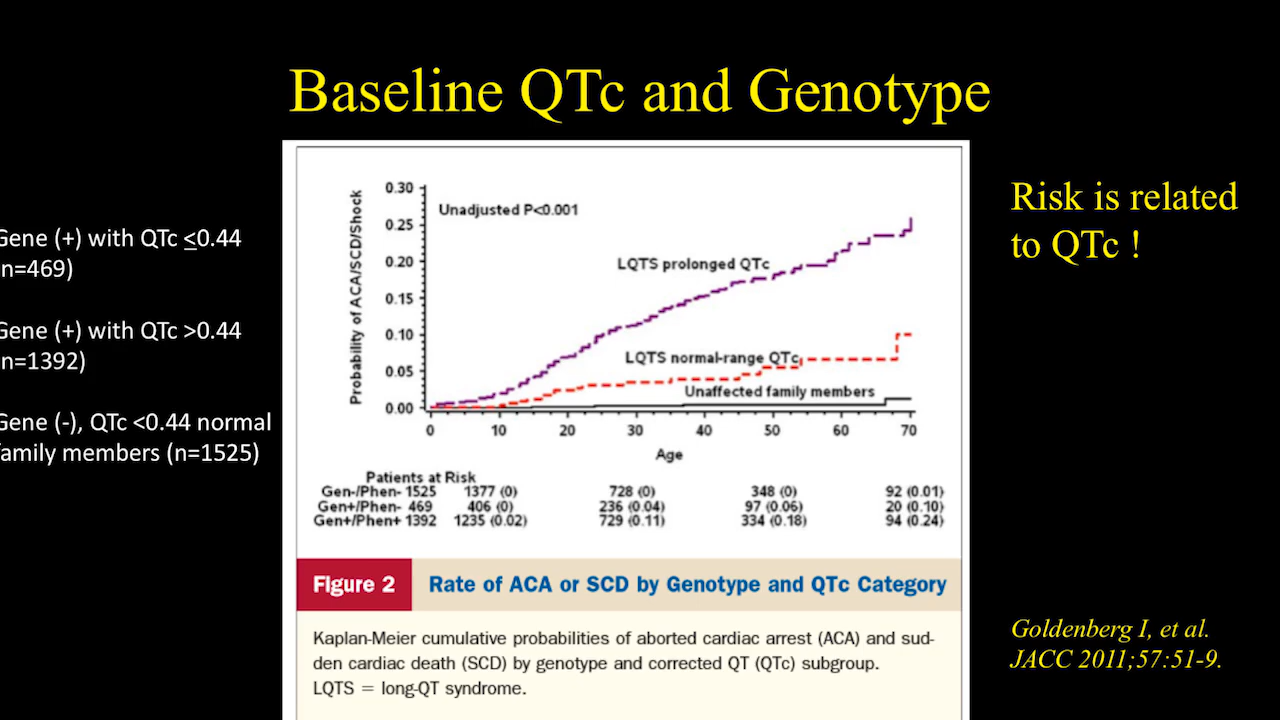 Baseline QTc and Genotype
Gene (+) with QTc ≤0.44
n=469)
Gene (+) with QTc >0.44
n=1392)
Gene (-), QTc <0.44 normal
family members (n=1525)
Probability of ACA/SCD/Shock
0.30
0.25
0.20
0.15
0.10
0.05
0.00
Unadjusted P<0.001
LQTS prolonged QTc
LQTS normal-range QTc
Unaffected family members
0 10 20 30 40 50 60 70
Age
Patients at Risk
Gen-/Phen- 1525 1377 (0) 728 (0) 348 (0) 92 (0.01)
Gen+/Phen- 469 406 (0) 236 (0.04) 97 (0.06) 20 (0.10)
Gen+/Phen+ 1392 1235 (0.02) 729 (0.11) 334 (0.18) 94 (0.24)
Figure 2 Rate of ACA or SCD by Genotype and QTc Category
Kaplan-Meier cumulative probabilities of aborted cardiac arrest (ACA) and sud-
den cardiac death (SCD) by genotype and corrected QT (QTc) subgroup.
LQTS = long-QT syndrome.
Risk is related
to QTc !
Goldenberg I, et al.
JACC 2011;57:51-9.